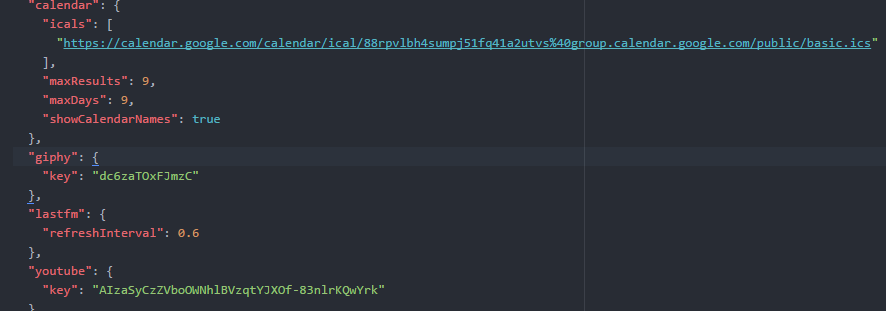 "calendar": {
"icals": [
"https://calendar.google.com/calendar/ical/88rpvlbh4sumpj51fq41a2utvs%40group.calendar.google.com/public/basic.ics"
],
"maxResults": 9,
"maxDays": 9,
"showCalendarNames": true
},
"giphy": {
"key": "dc6zaTOxFJmzC"
},
"lastfm": {
"refreshInterval": 0.6
},
"youtube": {
"key": "AIzaSyCzZVboOWNhlBVzqtYJXOf-83nlrKQwYrk"
}